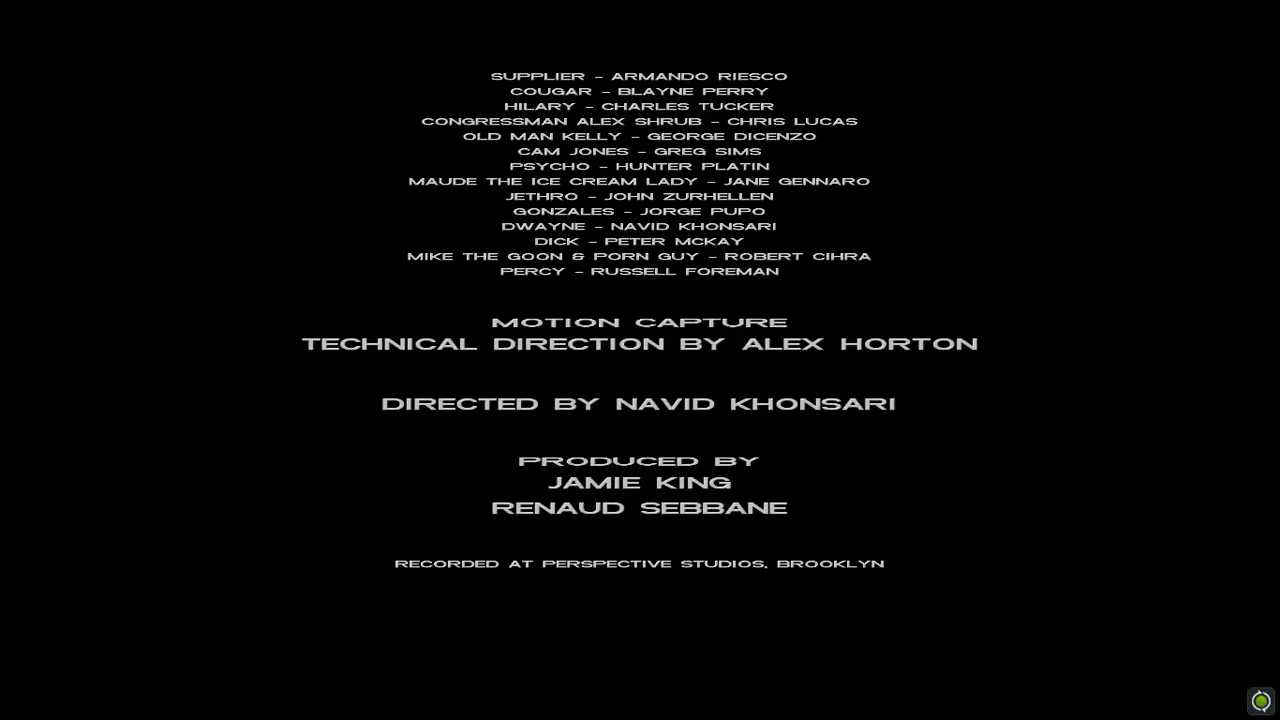 SUPPLIER - ARMANDO RIESCO
COUGAR - BLAYNE PERRY
HILARY - CHARLES TUCKER
CONGRESSMAN ALEX SHRUB - CHRIS LUCAS
OLD MAN KELLY - GEORGE DICENZO
CAM JONES - GREG SIMS
PSYCHO - HUNTER PLATIN
MAUDE THE ICE CREAM LADY - JANE GENNARO
JETHRO - JOHN ZURHELLEN
GONZALES - JORGE PUPO
DWAYNE - NAVID KHONSARI
DICK - PETER MCKAY
MIKE THE GOON & PORN GUY - ROBERT CIHRA
PERCY - RUSSELL FOREMAN
MOTION CAPTURE
TECHNICAL DIRECTION BY ALEX HORTON
DIRECTED BY NAVID KHONSARI
PRODUCED BY
JAMIE KING
RENAUD SEBBANE
RECORDED AT PERSPECTIVE STUDIOS, BROOKLYN